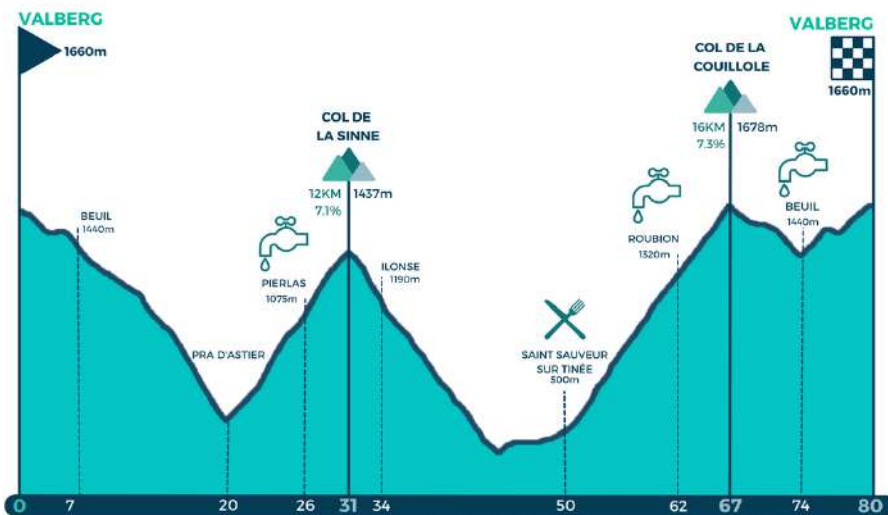 VALBERG
1660m
BEUIL
1440m
PRA D'ASTIER
PIERLAS
1075m
COL DE
LA SINNE
12KM
7.1%
1437m
ILONSE
1190m
SAINT SAUVEUR
SUR TINÉE
500m
ROUBION
1320m
COL DE LA
COUILLOLE
16KM
7.3%
1678m
BEUIL
1440m
VALBERG
1660m
0 7 20 26 31 34 50 62 67 74 80